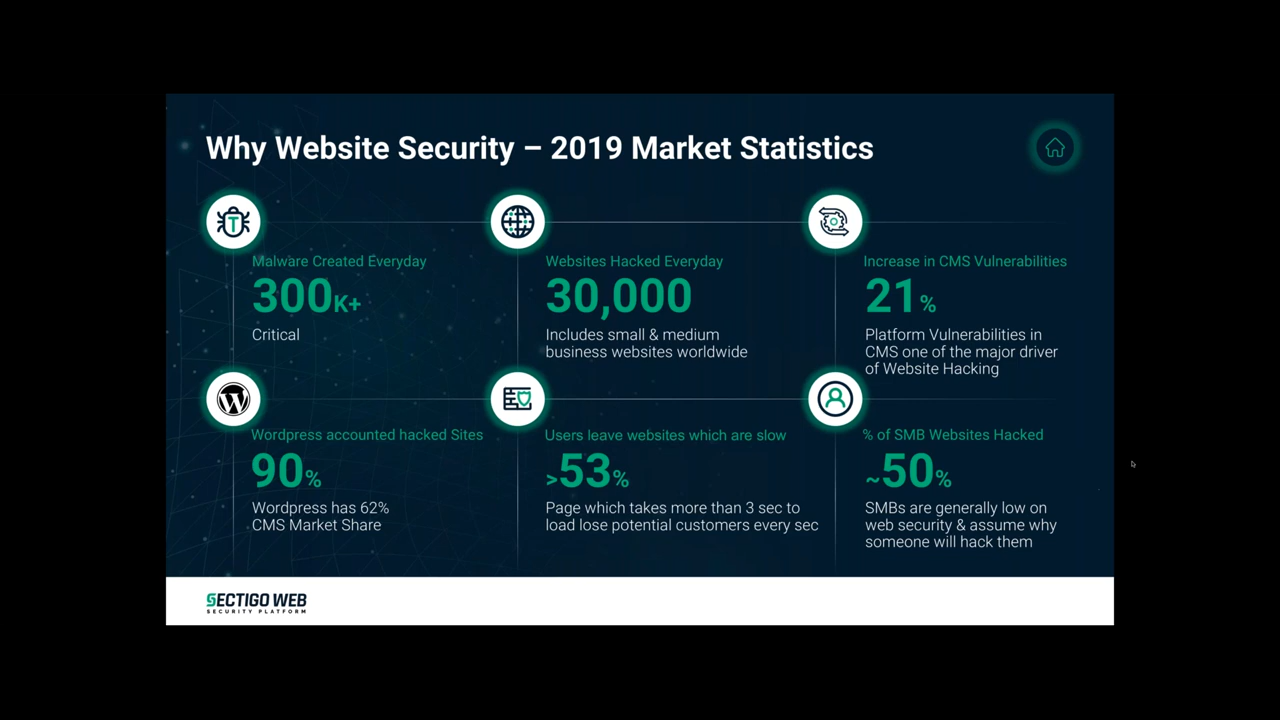 Why Website Security – 2019 Market Statistics
Malware Created Everyday
300K+
Critical
Websites Hacked Everyday
30,000
Includes small & medium
business websites worldwide
Increase in CMS Vulnerabilities
21%
Platform Vulnerabilities in
CMS one of the major driver
of Website Hacking
Wordpress accounted hacked Sites
90%
Wordpress has 62%
CMS Market Share
Users leave websites which are slow
>53%
Page which takes more than 3 sec to
load lose potential customers every sec
% of SMB Websites Hacked
~50%
SMBs are generally low on
web security & assume why
someone will hack them
SECTIGO WEB
SECURITY PLATFORM